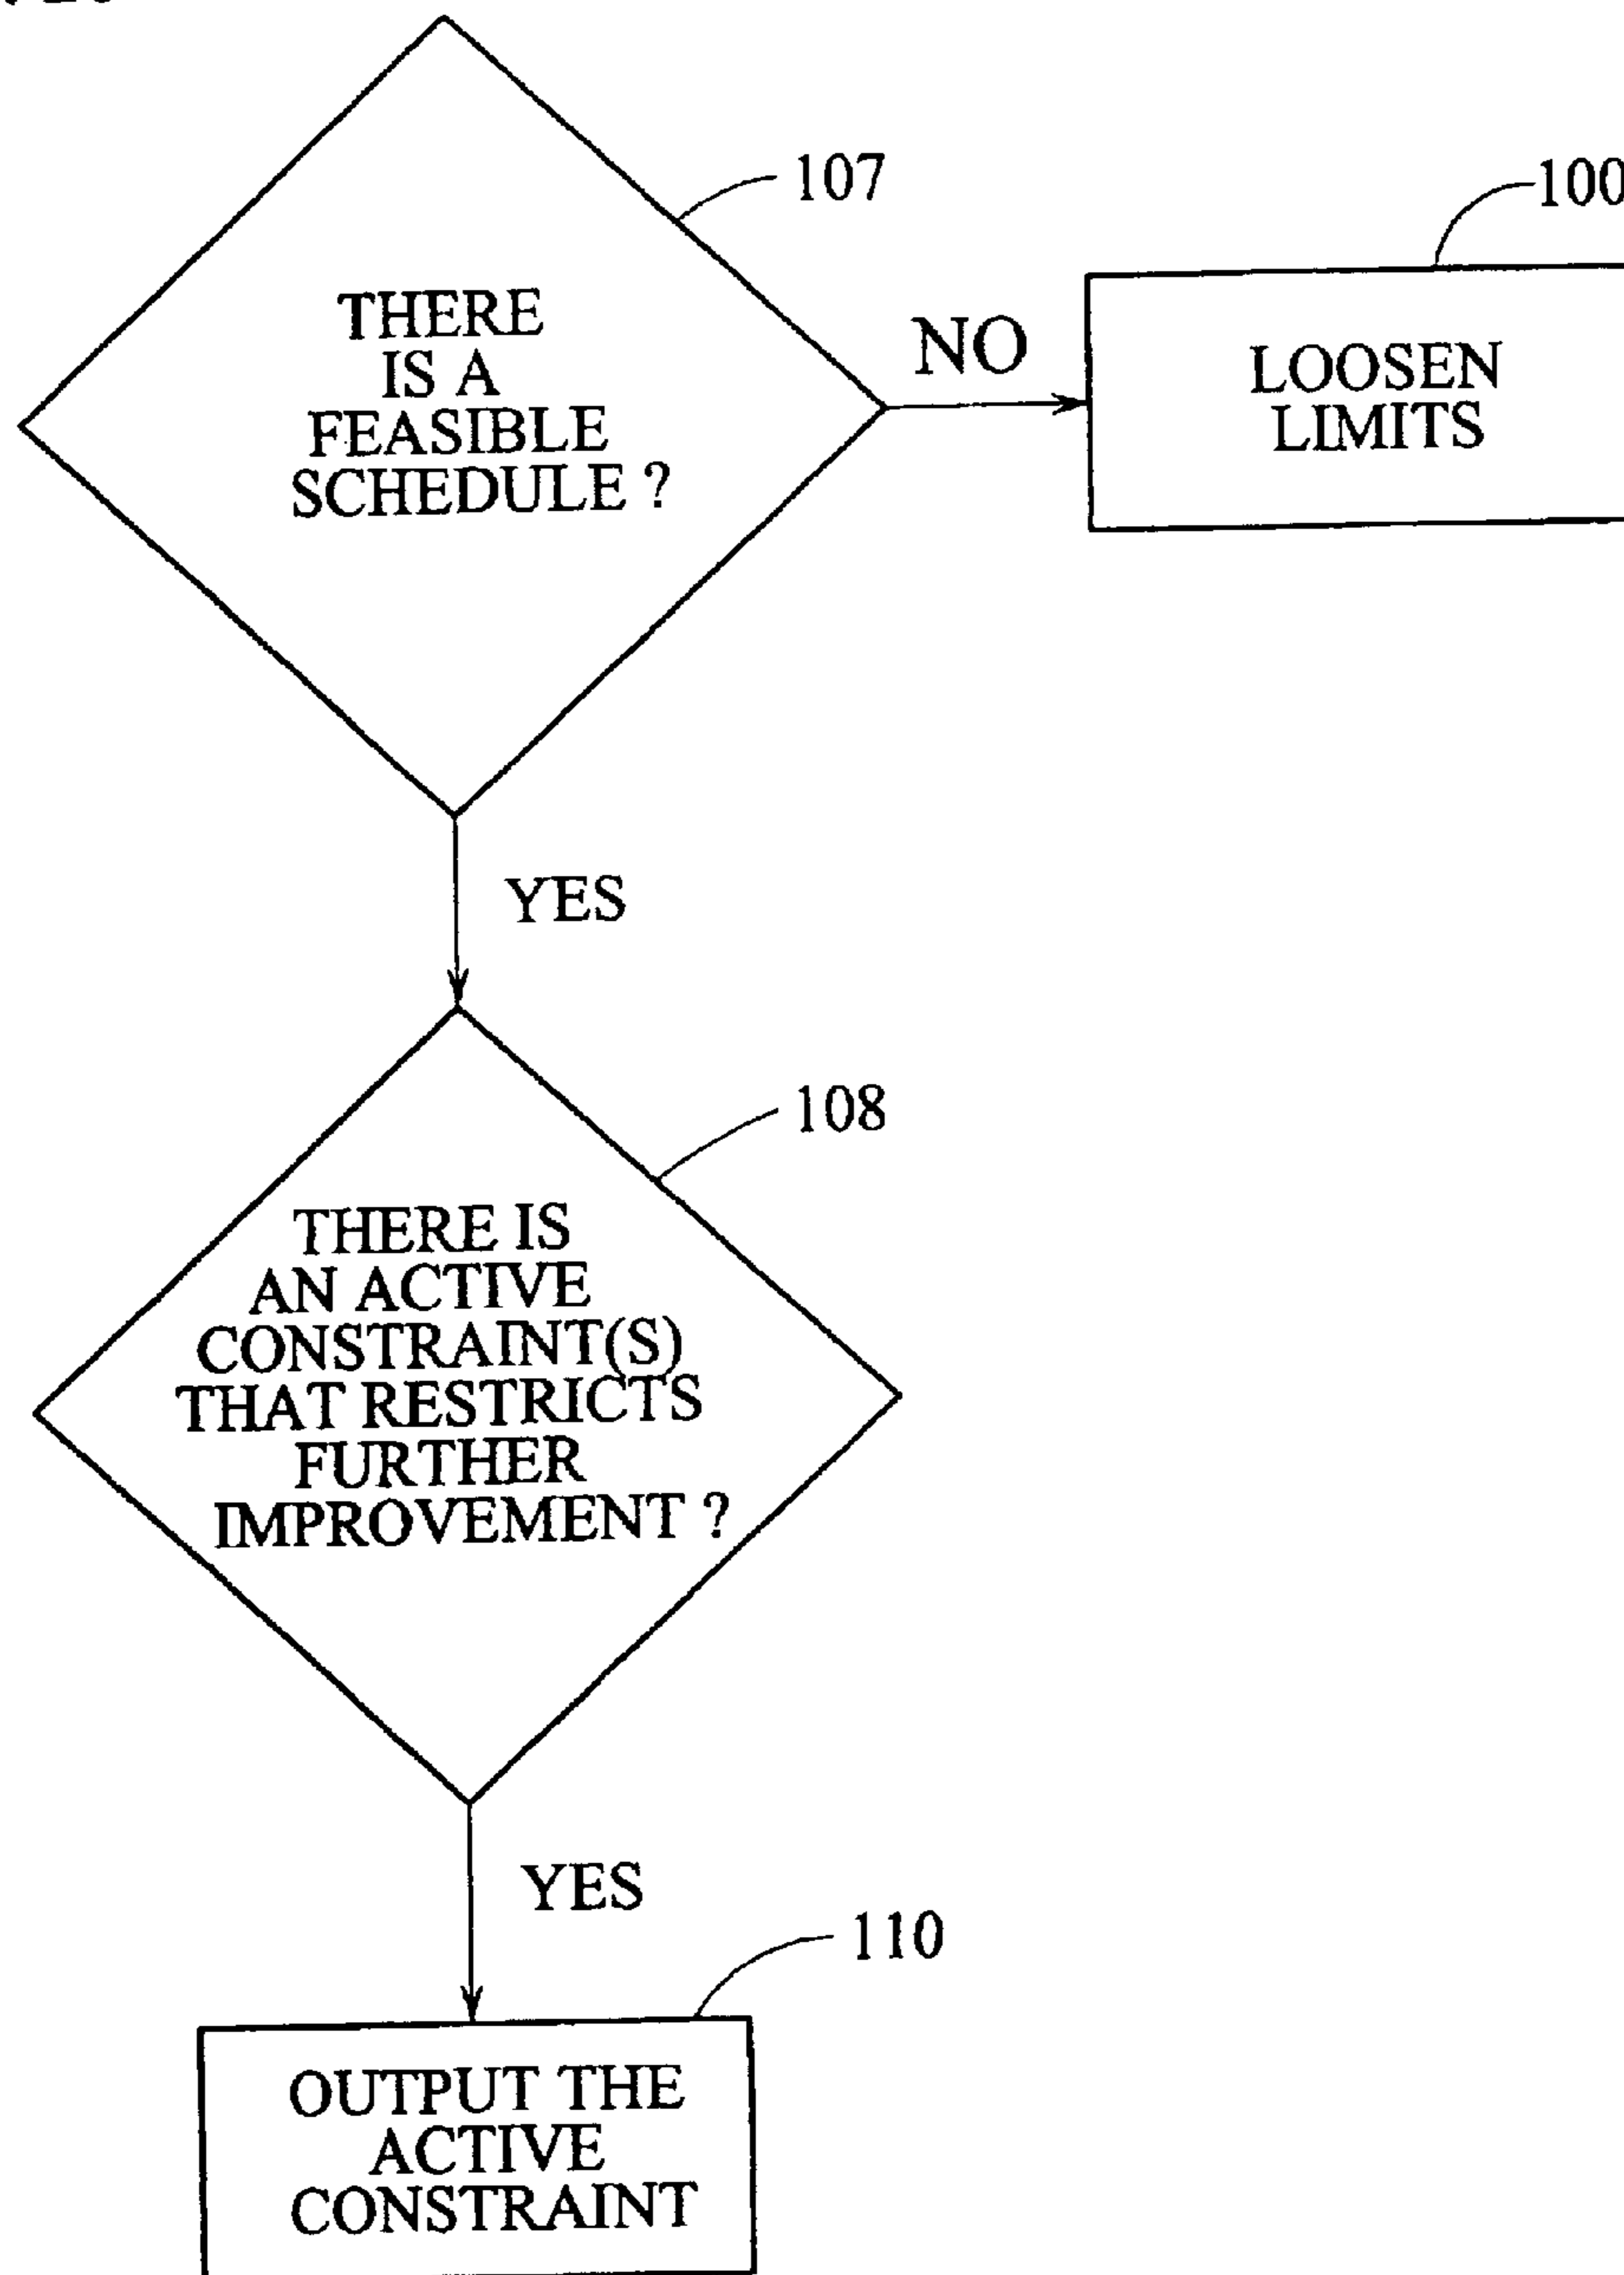 107
THERE
IS A
FEASIBLE
SCHEDULE ?
NO
100
LOOSEN
LIMITS
YES
108
THERE IS
AN ACTIVE
CONSTRAINT(S)
THAT RESTRICTS
FURTHER
IMPROVEMENT ?
YES
110
OUTPUT THE
ACTIVE
CONSTRAINT